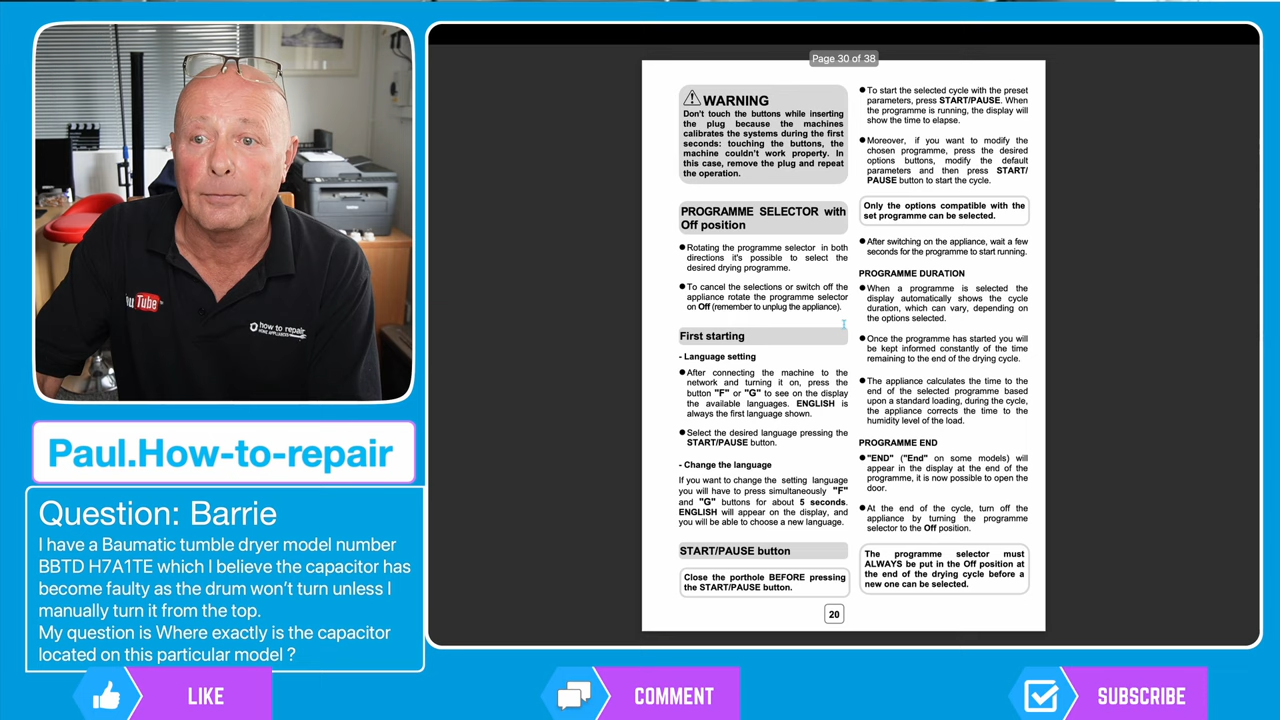 You Tube
how to repair
HOME APPLIANCES
Paul.How-to-repair
Question: Barrie
I have a Baumatic tumble dryer model number
BBTD H7A1TE which I believe the capacitor has
become faulty as the drum won’t turn unless I
manually turn it from the top.
My question is Where exactly is the capacitor
located on this particular model ?
Page 30 of 38
WARNING
Don't touch the buttons while inserting
the plug because the machines
calibrates the systems during the first
seconds: touching the buttons, the
machine couldn't work property. In
this case, remove the plug and repeat
the operation.
PROGRAMME SELECTOR with
Off position
Rotating the programme selector in both
directions it's possible to select the
desired drying programme.
To cancel the selections or switch off the
appliance rotate the programme selector
on Off (remember to unplug the appliance).
First starting
- Language setting
After connecting the machine to the
network and turning it on, press the
button "F" or "G" to see on the display
the available languages. ENGLISH is
always the first language shown.
Select the desired language pressing the
START/PAUSE button.
- Change the language
If you want to change the setting language
you will have to press simultaneously "F"
and "G" buttons for about 5 seconds.
ENGLISH will appear on the display, and
you will be able to choose a new language.
START/PAUSE button
Close the porthole BEFORE pressing
the START/PAUSE button.
To start the selected cycle with the preset
parameters, press START/PAUSE. When
the programme is running, the display will
show the time to elapse.
Moreover, if you want to modify the
chosen programme, press the desired
options buttons, modify the default
parameters and then press START/
PAUSE button to start the cycle.
Only the options compatible with the
set programme can be selected.
After switching on the appliance, wait a few
seconds for the programme to start running.
PROGRAMME DURATION
When a programme is selected the
display automatically shows the cycle
duration, which can vary, depending on
the options selected.
Once the programme has started you will
be kept informed constantly of the time
remaining to the end of the drying cycle.
The appliance calculates the time to the
end of the selected programme based
upon a standard loading, during the cycle,
the appliance corrects the time to the
humidity level of the load.
PROGRAMME END
"END" ("End" on some models) will
appear in the display at the end of the
programme, it is now possible to open the
door.
At the end of the cycle, turn off the
appliance by turning the programme
selector to the Off position.
The programme selector must
ALWAYS be put in the Off position at
the end of the drying cycle before a
new one can be selected.
20
LIKE
COMMENT
SUBSCRIBE